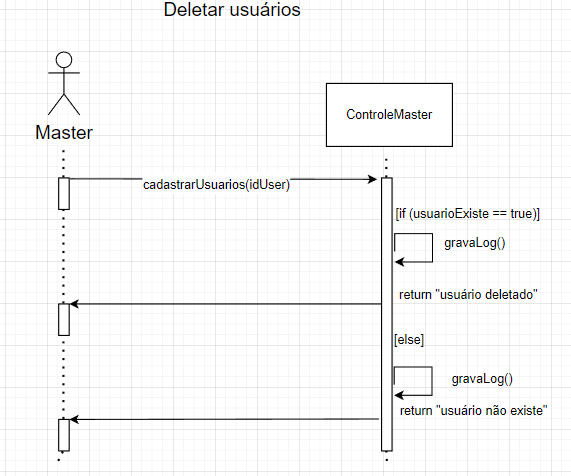 Deletar usuários
ControleMaster
Master
cadastrarUsuarios(idUser)
[if (usuarioExiste == true)]
gravaLog()
return "usuário deletado"
[else]
gravaLog()
return "usuário não existe"